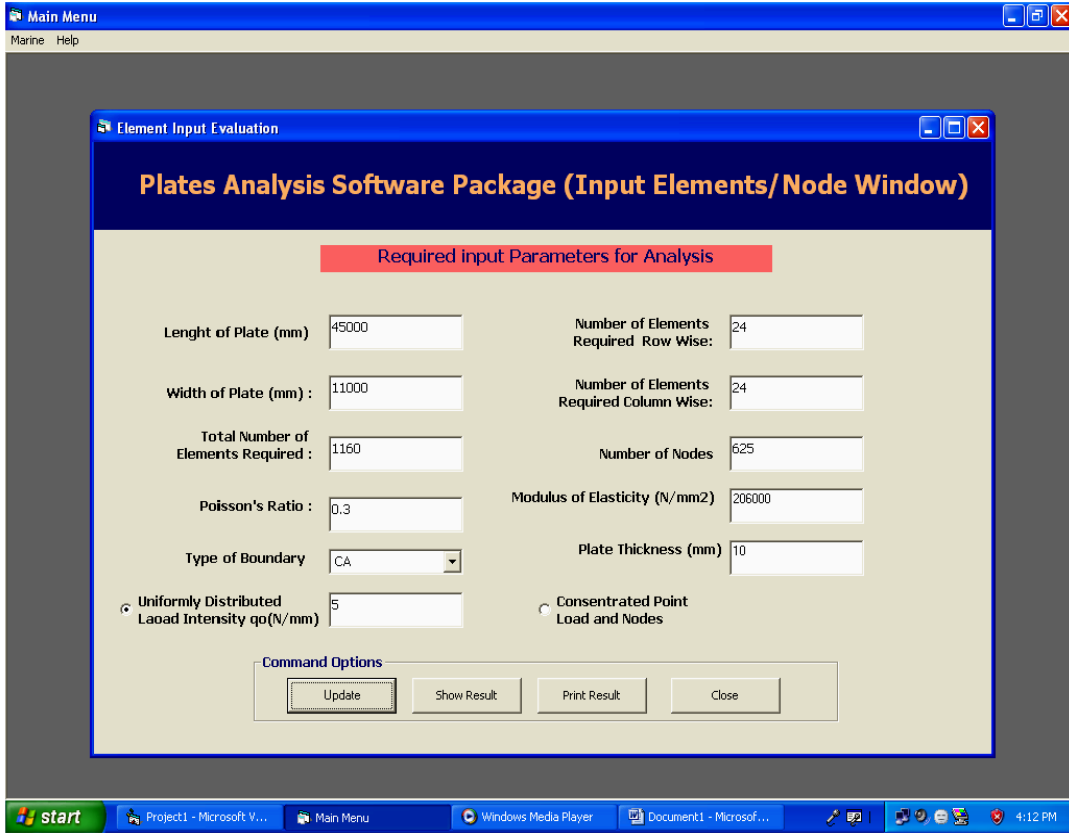 Main Menu
Marine Help
Element Input Evaluation
Plates Analysis Software Package (Input Elements/Node Window)
Required input Parameters for Analysis
Lenght of Plate (mm)
45000
Number of Elements
Required Row Wise:
24
Width of Plate (mm) :
11000
Number of Elements
Required Column Wise:
24
Total Number of
Elements Required :
1160
Number of Nodes
625
Poisson's Ratio :
0.3
Modulus of Elasticity (N/mm2)
206000
Type of Boundary
CA
Plate Thickness (mm)
10
Uniformly Distributed
Laoad Intensity qo(N/mm)
5
Consentrated Point
Load and Nodes
Command Options
Update
Show Result
Print Result
Close
start
Project1 - Microsoft V...
Main Menu
Windows Media Player
Document1 - Microsof...
4:12 PM